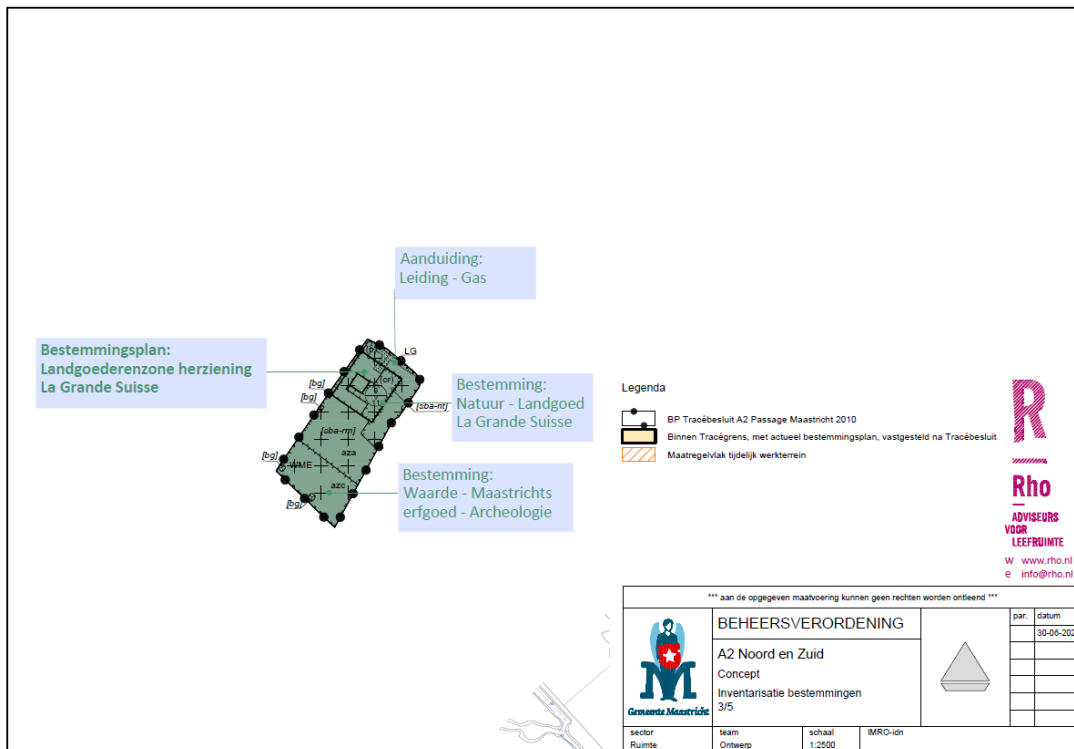 Aanduiding:
Leiding - Gas
Bestemmingsplan:
Landgoederenzone herziening
La Grande Suisse
LG
[bg]
[bg]
[sba-nt]
Bestemming:
Natuur - Landgoed
La Grande Suisse
[sba-rm]
aza
[bg]
WME
azc
[bg]
Bestemming:
Waarde - Maastrichts
erfgoed - Archeologie
Legenda
BP Tracébesluit A2 Passage Maastricht 2010
Binnen Tracégrens, met actueel bestemmingsplan, vastgesteld na Tracébesluit
Maatregelvlak tijdelijk werkterrein
R
Rho
ADVISEURS
VOOR
LEEFRUIMTE
w www.rho.nl
e info@rho.nl
*** aan de opgegeven maatvoering kunnen geen rechten worden ontleend ***
BEHEERSVERORDENING
A2 Noord en Zuid
Concept
Inventarisatie bestemmingen
3/5
Gemeente Maastricht
par. datum
30-06-202
sector team schaal IMRO-idn
Ruimte Ontwerp 1:2500